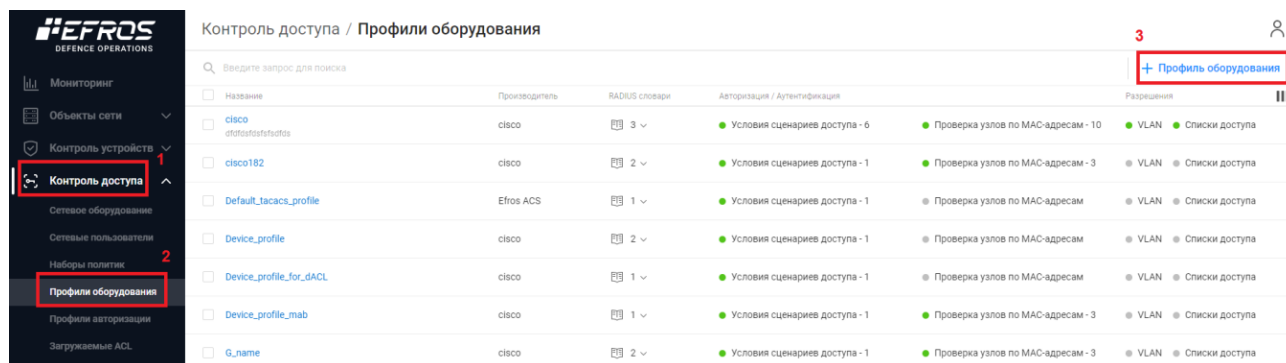 EFROS
DEFENCE OPERATIONS
Контроль доступа / Профили оборудования
3
Введите запрос для поиска
+ Профиль оборудования
Мониторинг
Объекты сети
Контроль устройств
1
Контроль доступа
Сетевое оборудование
Сетевые пользователи
Наборы политик
2
Профили оборудования
Профили авторизации
Загружаемые ACL
Название Производитель RADIUS словари Авторизация / Аутентификация Разрешения
cisco cisco 3 Условия сценариев доступа - 6 Проверка узлов по MAC-адресам - 10 VLAN Списки доступа
cisco182 cisco 2 Условия сценариев доступа - 1 Проверка узлов по MAC-адресам - 3 VLAN Списки доступа
Default_tacacs_profile Efros ACS 1 Условия сценариев доступа - 1 Проверка узлов по MAC-адресам VLAN Списки доступа
Device_profile cisco 2 Условия сценариев доступа - 1 Проверка узлов по MAC-адресам VLAN Списки доступа
Device_profile_for_dACL cisco 1 Условия сценариев доступа - 1 Проверка узлов по MAC-адресам VLAN Списки доступа
Device_profile_mab cisco 1 Условия сценариев доступа - 1 Проверка узлов по MAC-адресам - 3 VLAN Списки доступа
G_name cisco 2 Условия сценариев доступа - 1 Проверка узлов по MAC-адресам - 3 VLAN Списки доступа